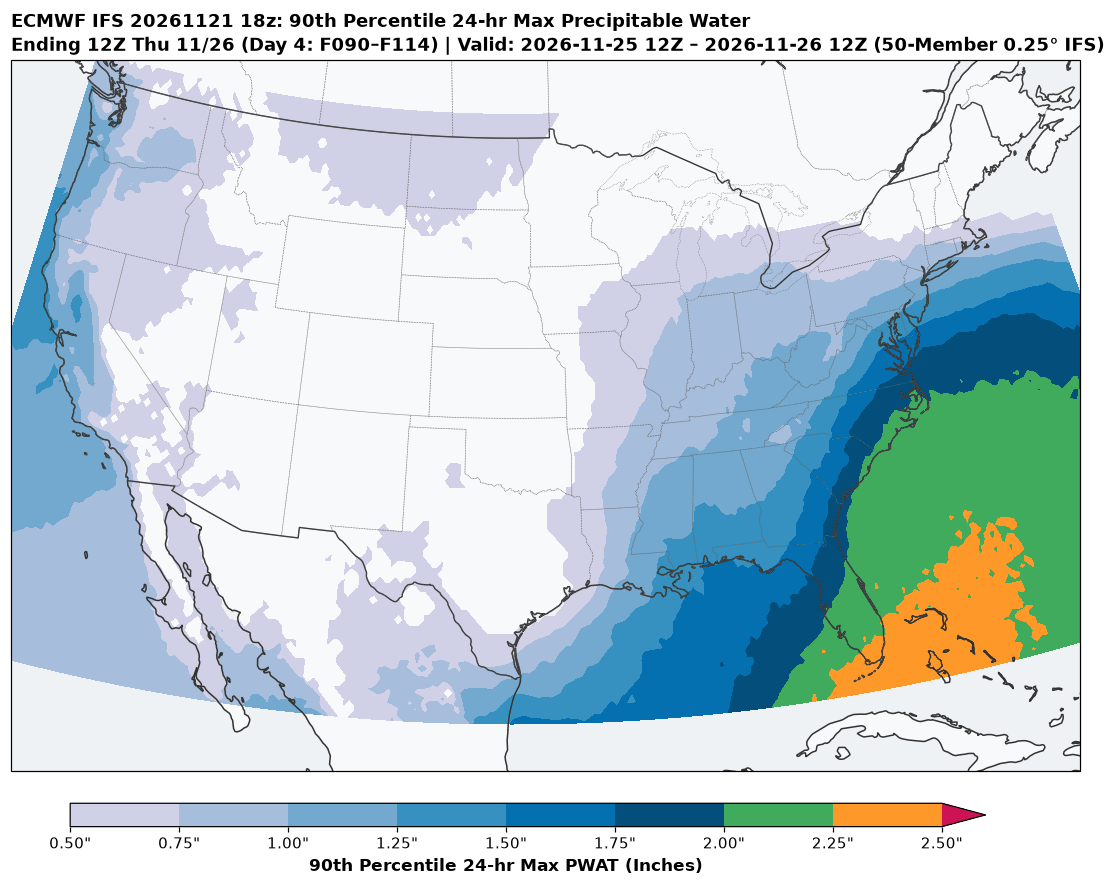 ECMWF IFS 20261121 18z: 90th Percentile 24-hr Max Precipitable Water
Ending 12Z Thu 11/26 (Day 4: F090–F114) | Valid: 2026-11-25 12Z – 2026-11-26 12Z (50-Member 0.25° IFS)
0.50" 0.75" 1.00" 1.25" 1.50" 1.75" 2.00" 2.25" 2.50"
90th Percentile 24-hr Max PWAT (Inches)